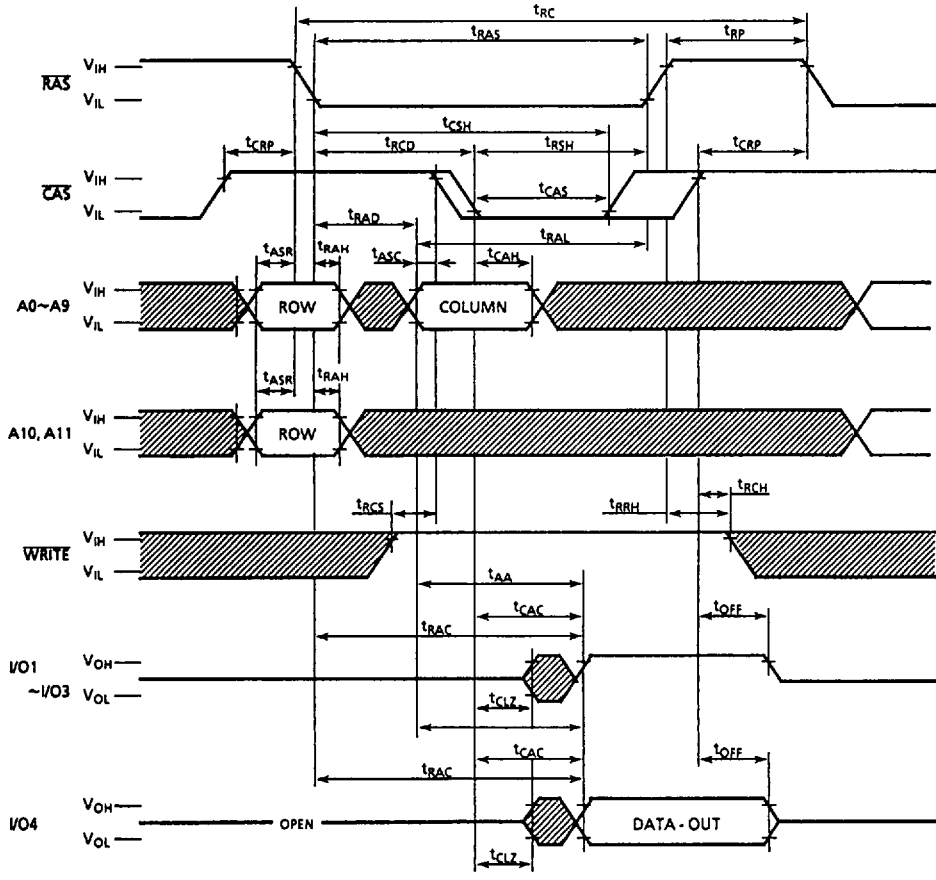 tRC
tRAS
tRP
RAS
VIH
VIL
tCSH
tCRP
tRCD
tRSH
tCRP
CAS
VIH
VIL
tCAS
tRAD
tRAL
tASR
tRAH
tASC
tCAH
A0~A9
VIH
VIL
ROW
COLUMN
tASR
tRAH
A10, A11
VIH
VIL
ROW
tRCS
tRRH
tRCH
WRITE
VIH
VIL
tAA
tCAC
tOFF
tRAC
I/O1
~I/O3
VOH
VOL
tCLZ
tCAC
tOFF
tRAC
I/O4
VOH
VOL
OPEN
DATA - OUT
tCLZ